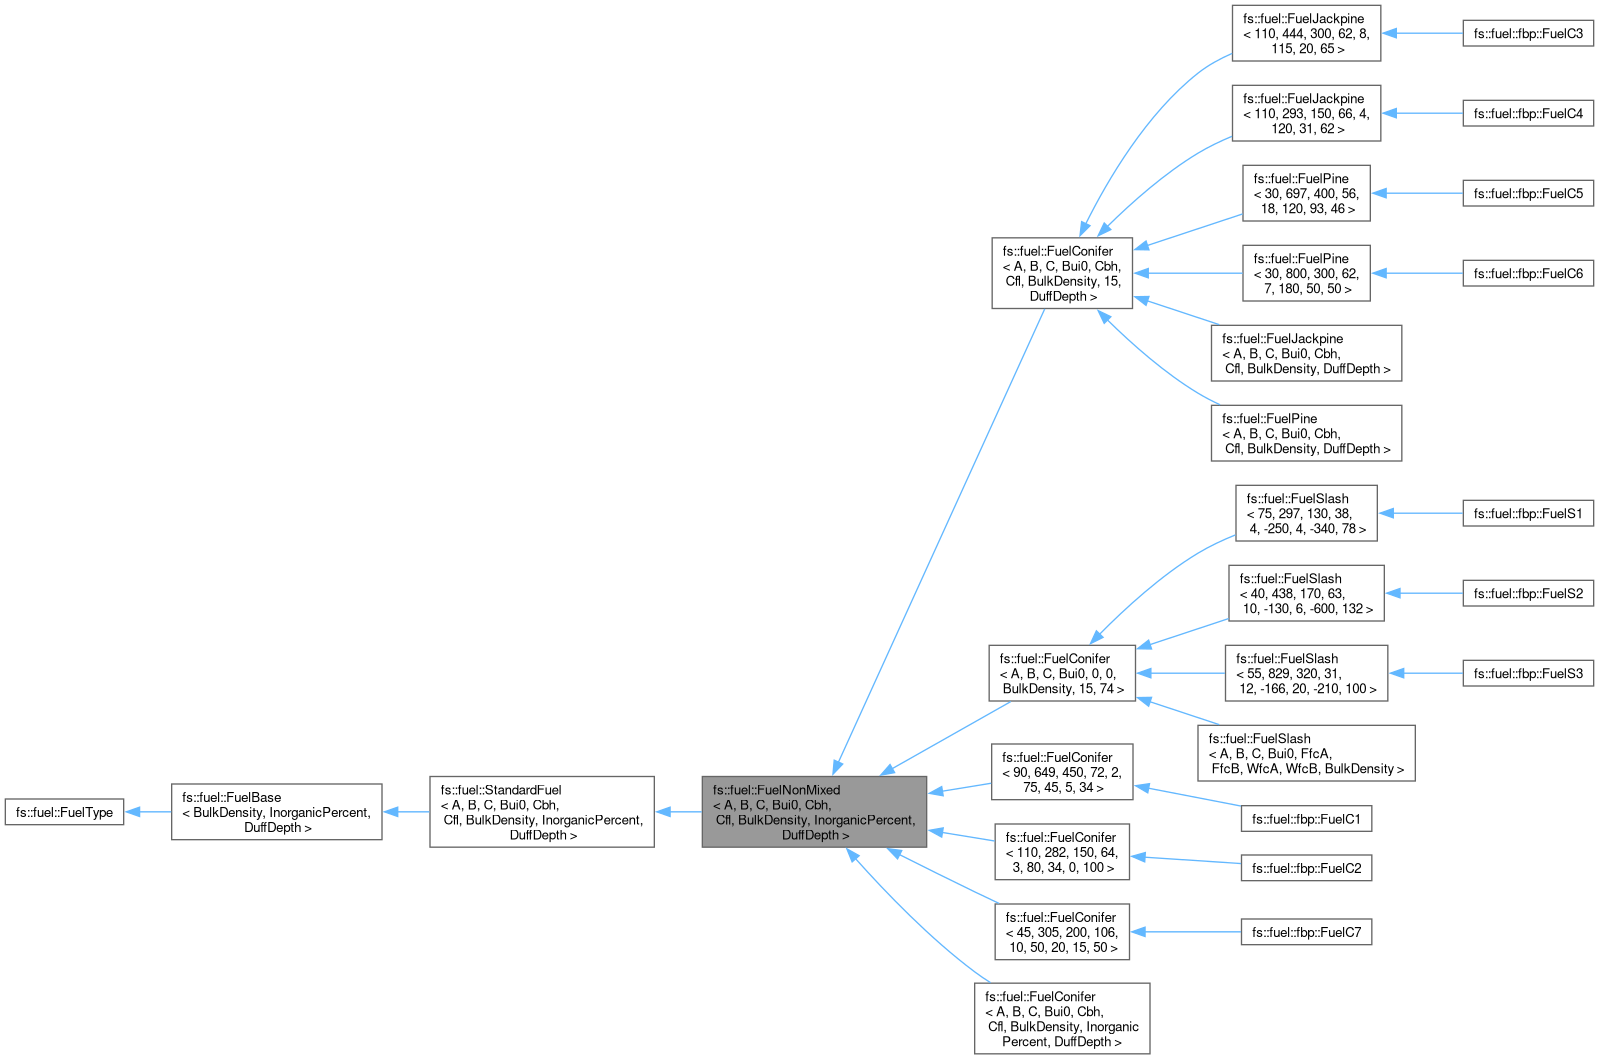 fs::fuel::FuelType
fs::fuel::FuelBase
< BulkDensity, InorganicPercent,
DuffDepth >
fs::fuel::StandardFuel
< A, B, C, Bui0, Cbh,
Cfl, BulkDensity, InorganicPercent,
DuffDepth >
fs::fuel::FuelNonMixed
< A, B, C, Bui0, Cbh,
Cfl, BulkDensity, InorganicPercent,
DuffDepth >
fs::fuel::FuelConifer
< A, B, C, Bui0, Cbh,
Cfl, BulkDensity, 15,
DuffDepth >
fs::fuel::FuelJackpine
< 110, 444, 300, 62, 8,
115, 20, 65 >
fs::fuel::fbp::FuelC3
fs::fuel::FuelJackpine
< 110, 293, 150, 66, 4,
120, 31, 62 >
fs::fuel::fbp::FuelC4
fs::fuel::FuelPine
< 30, 697, 400, 56,
18, 120, 93, 46 >
fs::fuel::fbp::FuelC5
fs::fuel::FuelPine
< 30, 800, 300, 62,
7, 180, 50, 50 >
fs::fuel::fbp::FuelC6
fs::fuel::FuelJackpine
< A, B, C, Bui0, Cbh,
Cfl, BulkDensity, DuffDepth >
fs::fuel::FuelPine
< A, B, C, Bui0, Cbh,
Cfl, BulkDensity, DuffDepth >
fs::fuel::FuelConifer
< A, B, C, Bui0, 0, 0,
BulkDensity, 15, 74 >
fs::fuel::FuelSlash
< 75, 297, 130, 38,
4, -250, 4, -340, 78 >
fs::fuel::fbp::FuelS1
fs::fuel::FuelSlash
< 40, 438, 170, 63,
10, -130, 6, -600, 132 >
fs::fuel::fbp::FuelS2
fs::fuel::FuelSlash
< 55, 829, 320, 31,
12, -166, 20, -210, 100 >
fs::fuel::fbp::FuelS3
fs::fuel::FuelSlash
< A, B, C, Bui0, FfcA,
FfcB, WfcA, WfcB, BulkDensity >
fs::fuel::FuelConifer
< 90, 649, 450, 72, 2,
75, 45, 5, 34 >
fs::fuel::fbp::FuelC1
fs::fuel::FuelConifer
< 110, 282, 150, 64,
3, 80, 34, 0, 100 >
fs::fuel::fbp::FuelC2
fs::fuel::FuelConifer
< 45, 305, 200, 106,
10, 50, 20, 15, 50 >
fs::fuel::fbp::FuelC7
fs::fuel::FuelConifer
< A, B, C, Bui0, Cbh,
Cfl, BulkDensity, Inorganic
Percent, DuffDepth >